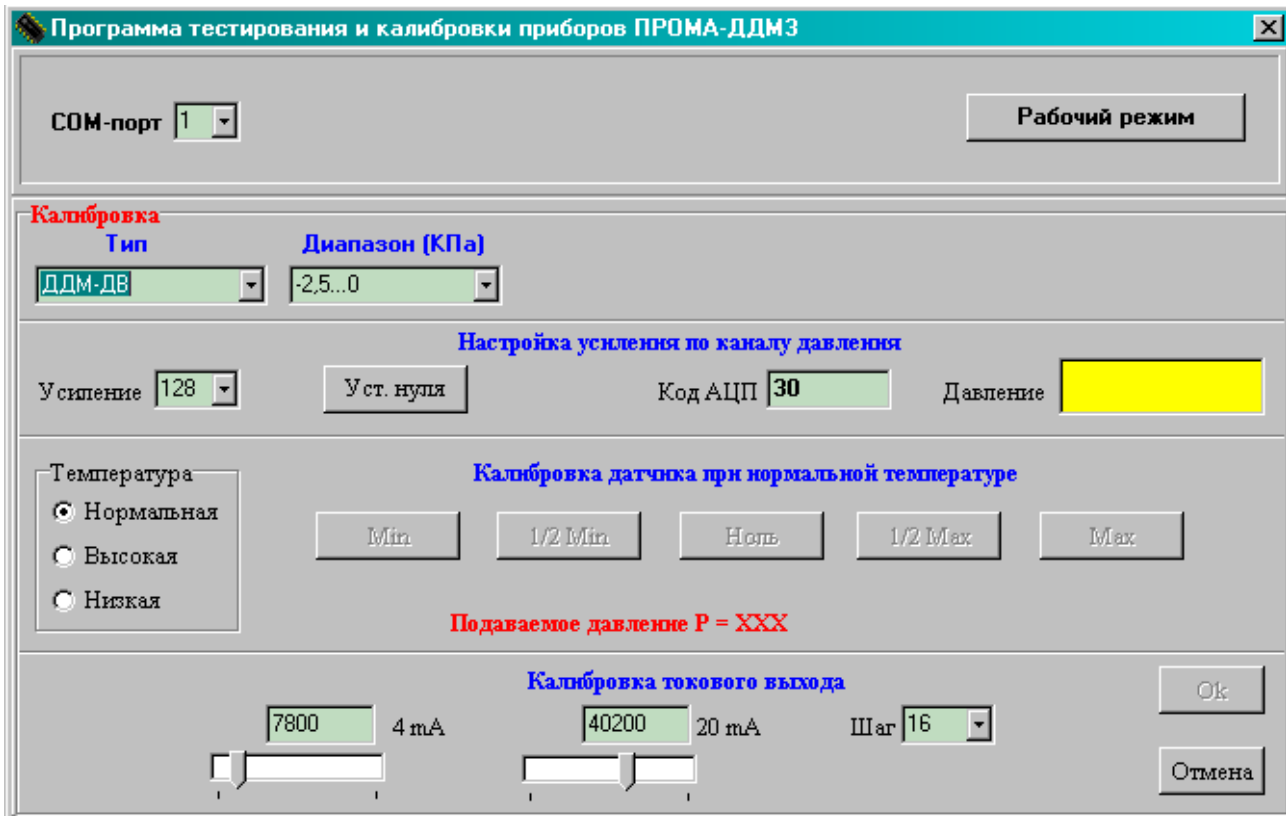 Программа тестирования и калибровки приборов ПРОМА-ДДМЗ
COM-порт 1 Рабочий режим
Калибровка
Тип Диапазон (КПа)
ДДМ-ДВ -2,5...0
Настройка усиления по каналу давления
Усиление 128 Уст. нуля Код АЦП 30 Давление
Температура
Калибровка датчика при нормальной температуре
Нормальная
Min 1/2 Min Ноль 1/2 Max Max
Высокая
Низкая
Подаваемое давление P = XXX
Калибровка токового выхода
Ok
7800 4 mA 40200 20 mA Шаг 16
Отмена